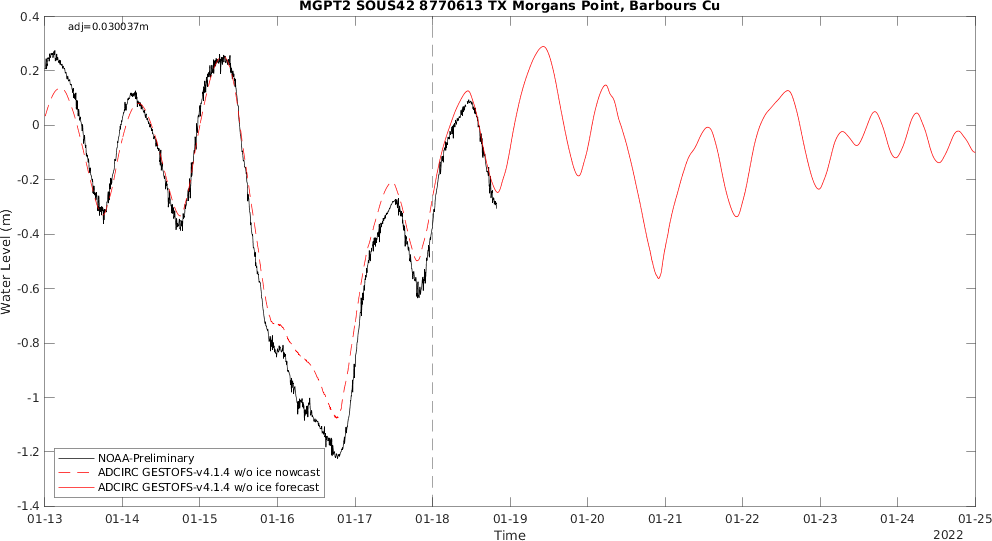 MGPT2 SOUS42 8770613 TX Morgans Point, Barbours Cu
adj=0.030037m
0.4
0.2
0
-0.2
-0.4
-0.6
-0.8
-1
-1.2
-1.4
Water Level (m)
NOAA-Preliminary
ADCIRC GESTOFS-v4.1.4 w/o ice nowcast
ADCIRC GESTOFS-v4.1.4 w/o ice forecast
01-13 01-14 01-15 01-16 01-17 01-18 01-19 01-20 01-21 01-22 01-23 01-24 01-25
Time
2022